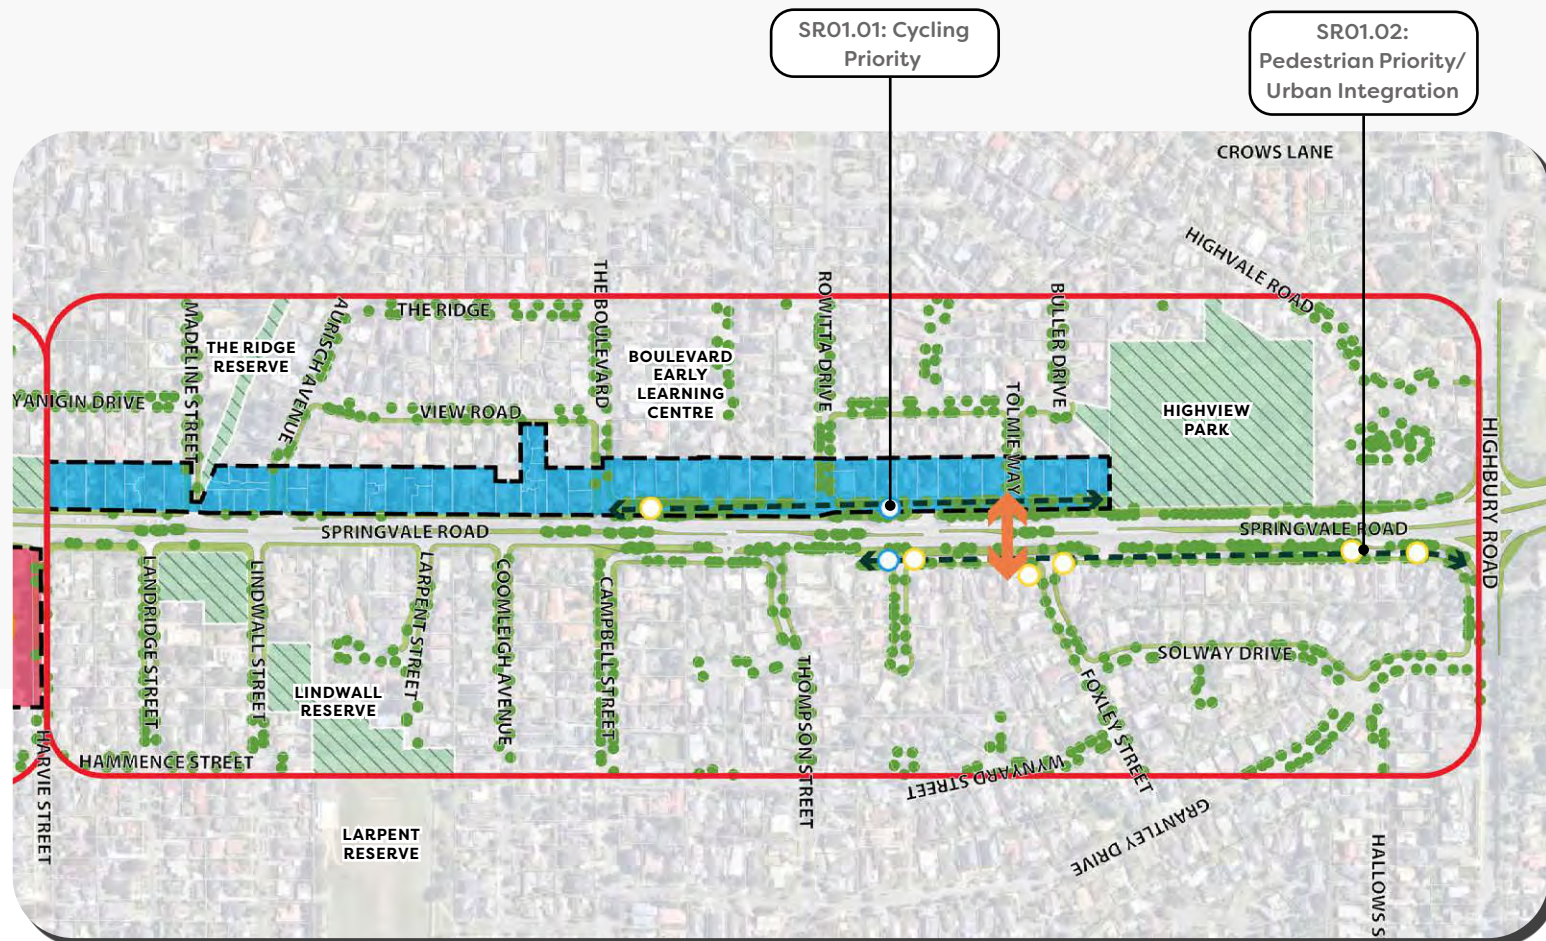 SR01.01: Cycling
Priority
SR01.02:
Pedestrian Priority/
Urban Integration
CROWS LANE
HIGHVALE ROAD
THE BOULEVARD
ROWITTA DRIVE
BULLER DRIVE
MADELINE STREET
AURISCH AVENUE
THE RIDGE
THE RIDGE
RESERVE
BOULEVARD
EARLY
LEARNING
CENTRE
YANIGIN DRIVE
VIEW ROAD
TOLMIE WAY
HIGHVIEW
PARK
HIGHBURY ROAD
SPRINGVALE ROAD
SPRINGVALE ROAD
LANDRIDGE STREET
LINDWALL STREET
LARPENT STREET
COOMLEIGH AVENUE
CAMPBELL STREET
THOMPSON STREET
SOLWAY DRIVE
FOXLEY STREET
LINDWALL
RESERVE
HARVIE STREET
HAMMENCE STREET
WYNYARD STREET
GRANTLEY DRIVE
LARPENT
RESERVE
HALLOWS S